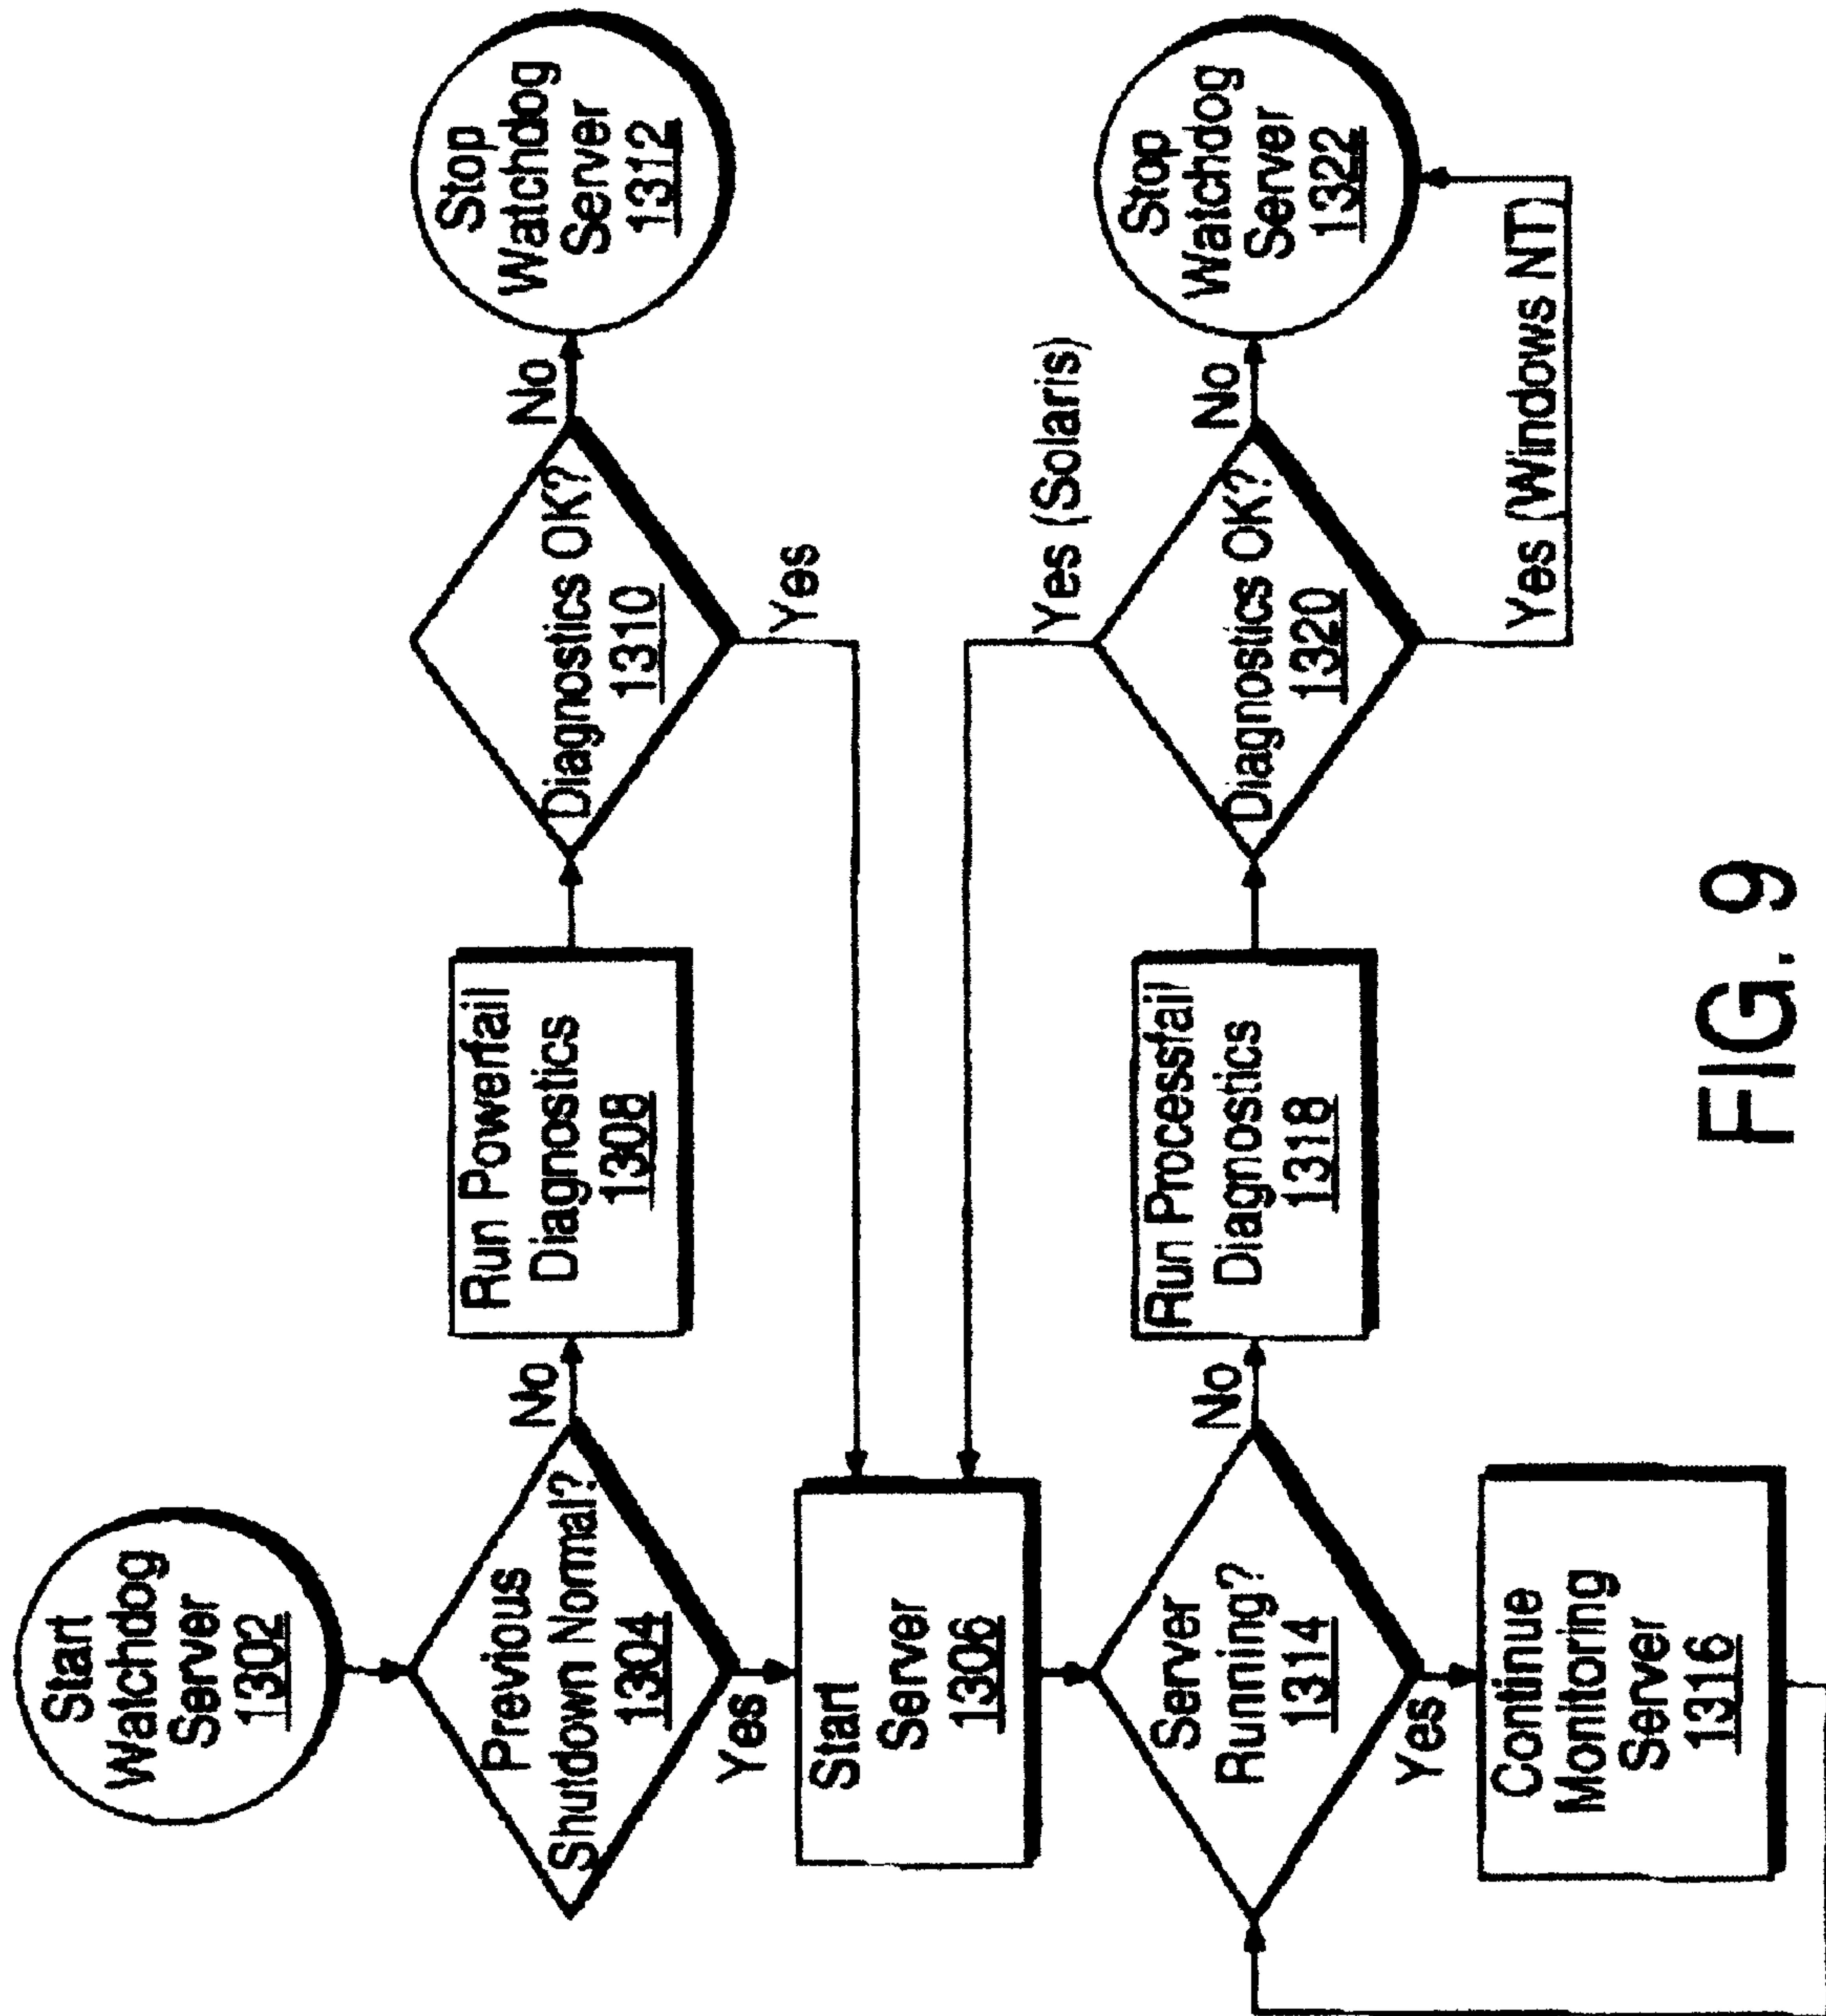 Start
Watchdog
Server
1302
Previous
Shutdown Normal?
1304
No
Run Powerfail
Diagnostics
1308
Diagnostics OK?
1310
No
Stop
Watchdog
Server
1312
Yes
Yes
Start
Server
1306
Yes (Solaris)
Server
Running?
1314
No
Run Processfail
Diagnostics
1318
Diagnostics OK?
1320
No
Stop
Watchdog
Server
1322
Yes (Windows NT)
Yes
Continue
Monitoring
Server
1316
FIG. 9